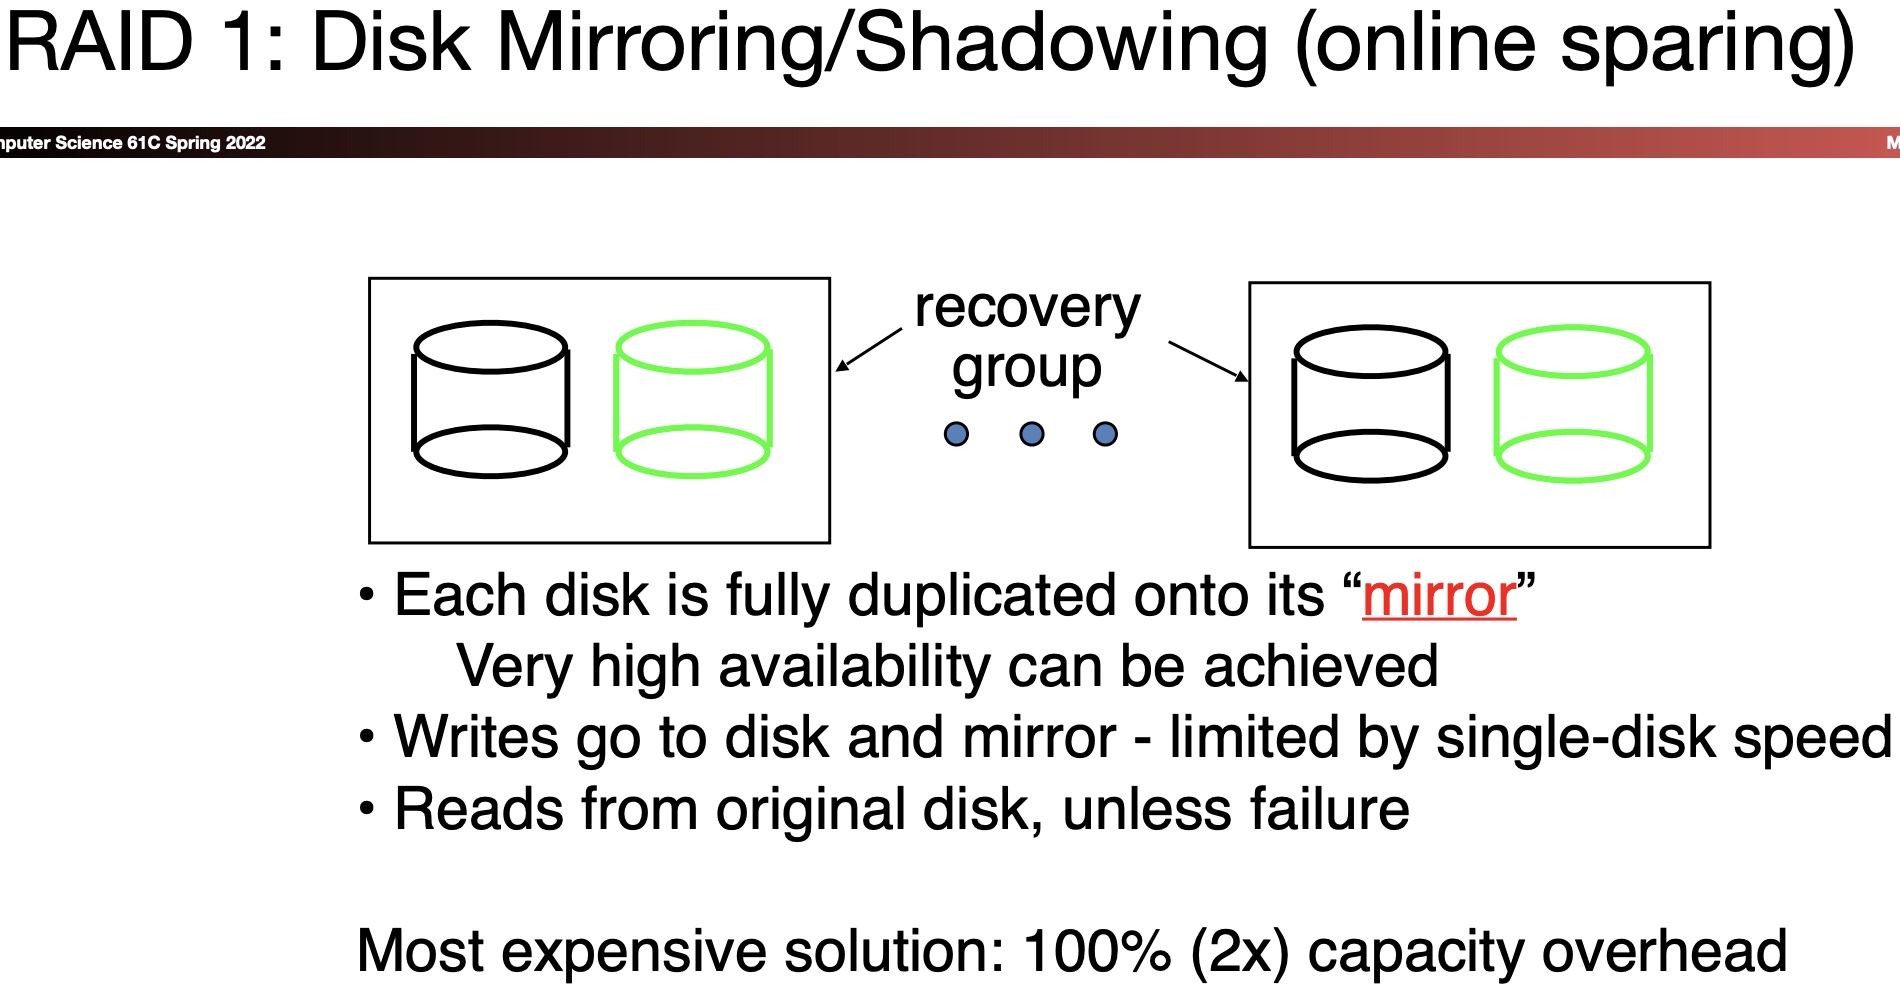 RAID 1: Disk Mirroring/Shadowing (online sparing)
nputer Science 61C Spring 2022
M
recovery
group
• Each disk is fully duplicated onto its “mirror”
Very high availability can be achieved
• Writes go to disk and mirror - limited by single-disk speed
• Reads from original disk, unless failure
Most expensive solution: 100% (2x) capacity overhead